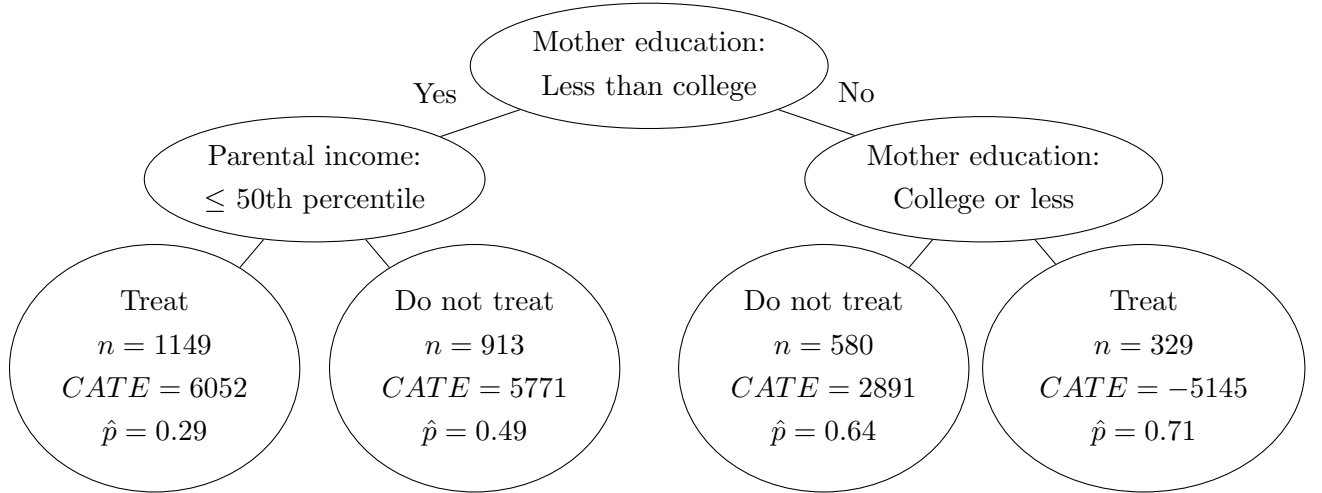 Mother education:
Less than college
Yes
No
Parental income:
≤ 50th percentile
Mother education:
College or less
Treat
n = 1149
CATE = 6052
p̂ = 0.29
Do not treat
n = 913
CATE = 5771
p̂ = 0.49
Do not treat
n = 580
CATE = 2891
p̂ = 0.64
Treat
n = 329
CATE = −5145
p̂ = 0.71